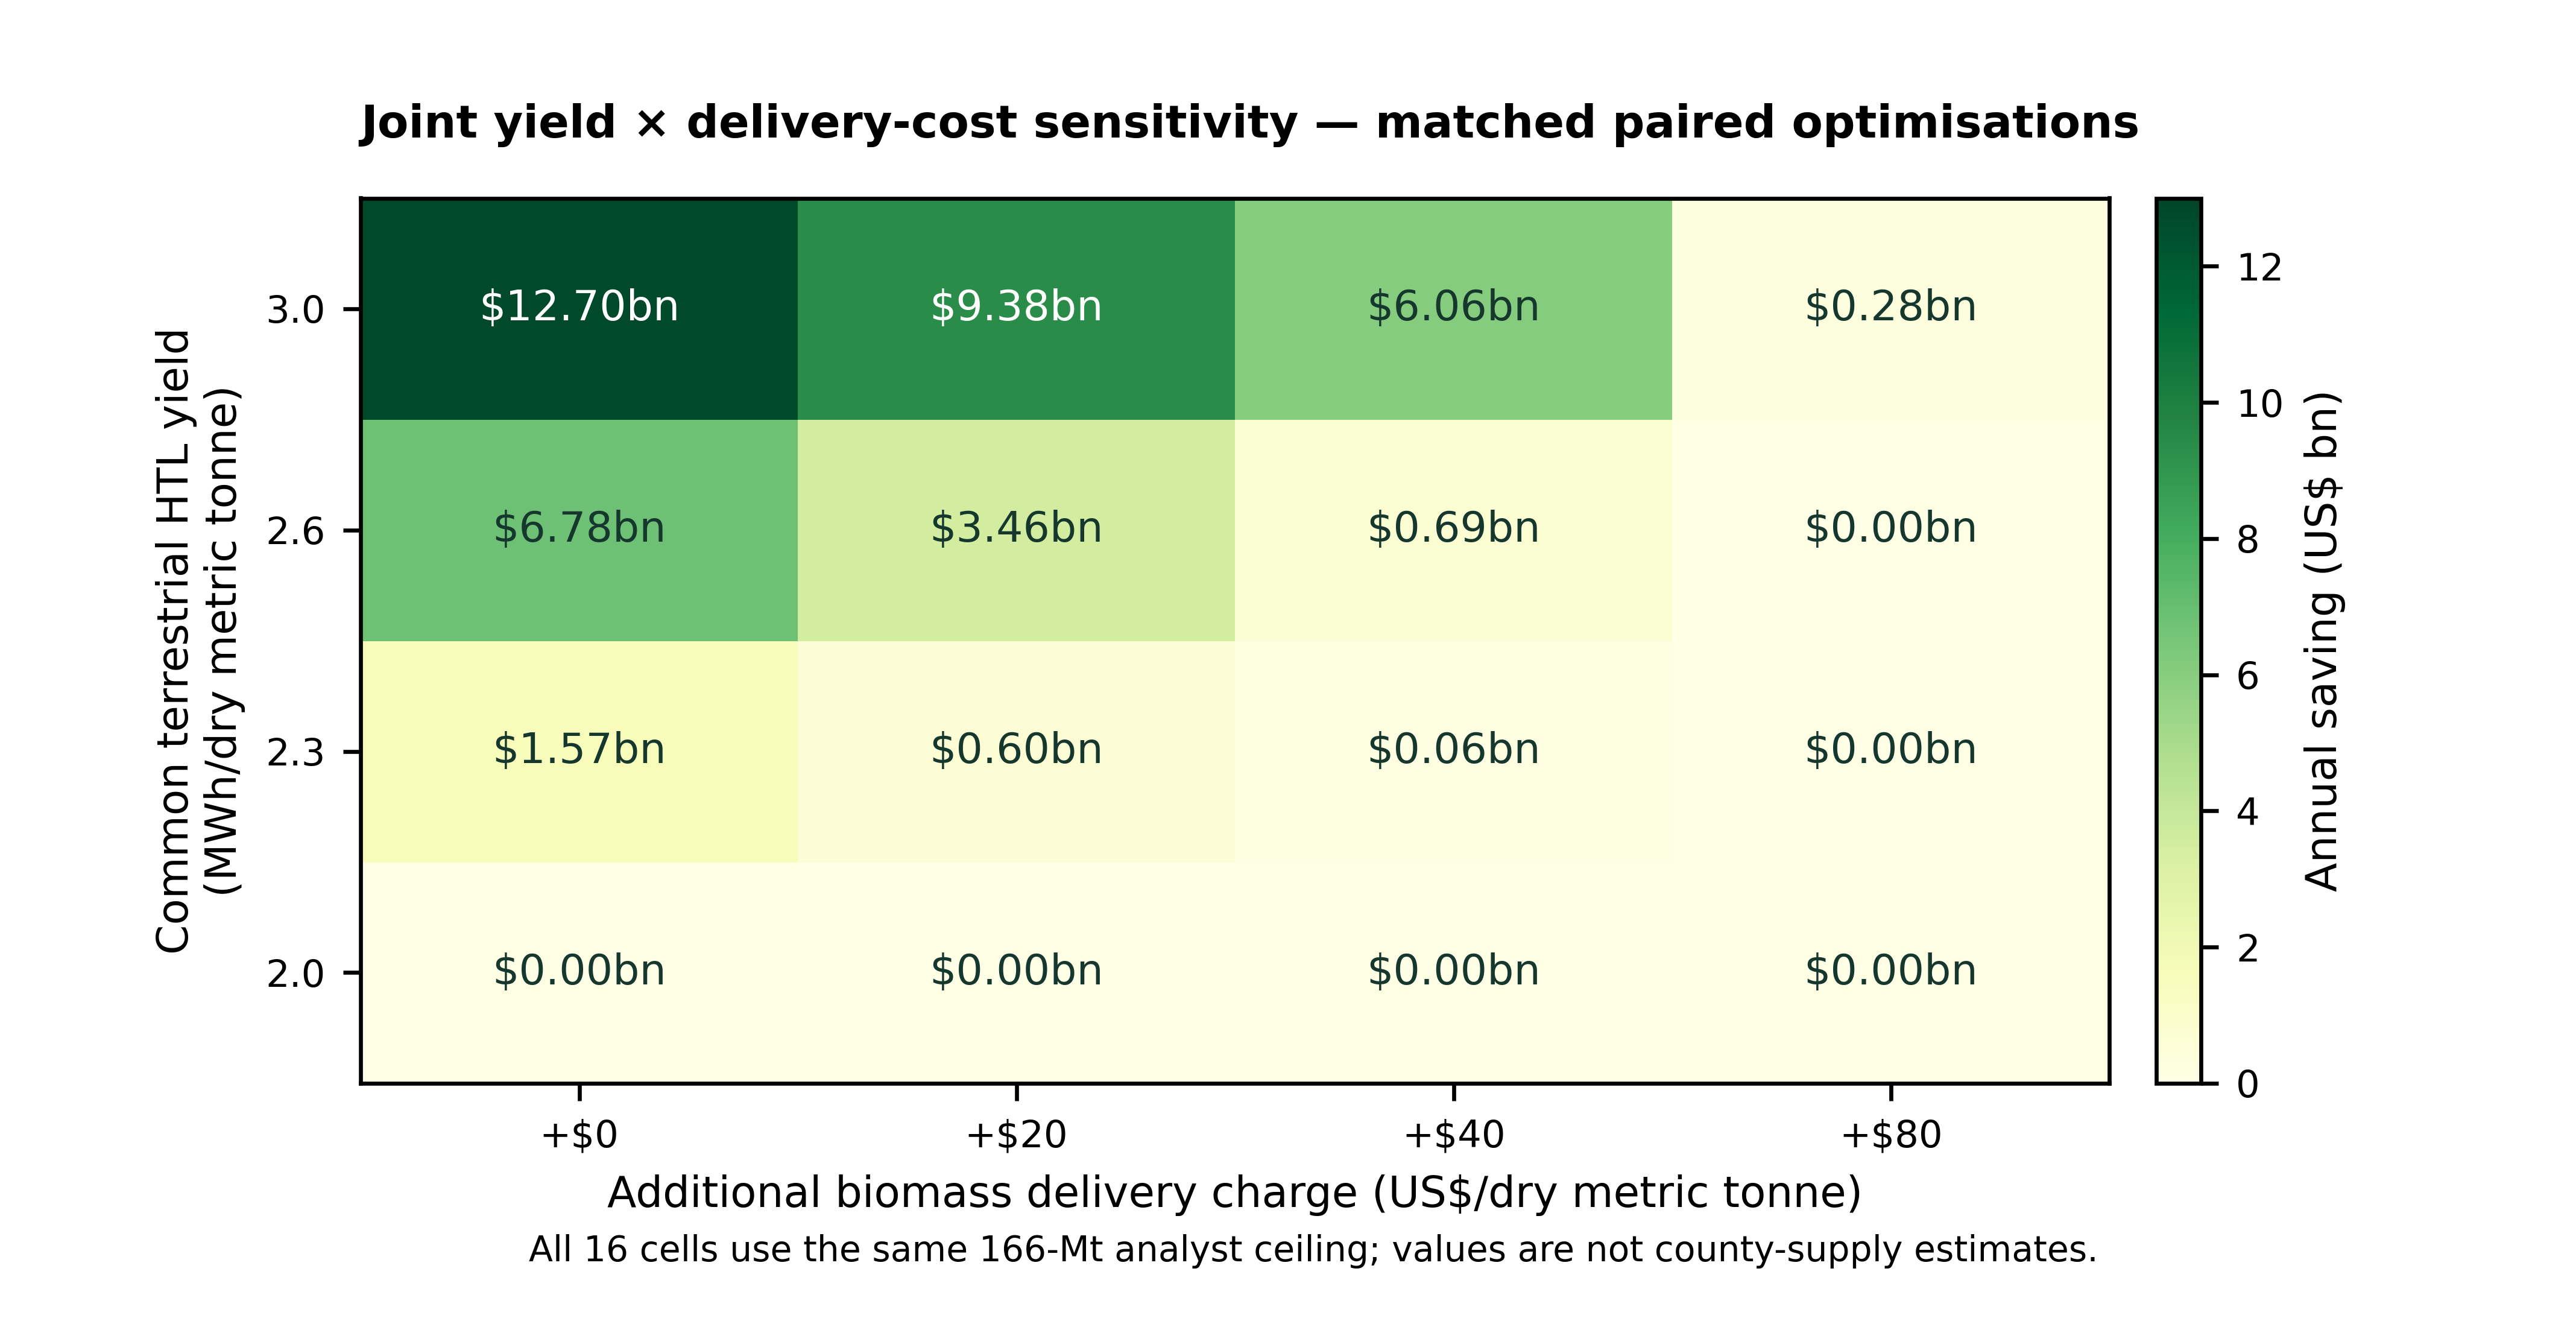 Joint yield × delivery-cost sensitivity — matched paired optimisations
Common terrestrial HTL yield
(MWh/dry metric tonne)
3.0 $12.70bn $9.38bn $6.06bn $0.28bn
2.6 $6.78bn $3.46bn $0.69bn $0.00bn
2.3 $1.57bn $0.60bn $0.06bn $0.00bn
2.0 $0.00bn $0.00bn $0.00bn $0.00bn
+$0 +$20 +$40 +$80
Additional biomass delivery charge (US$/dry metric tonne)
All 16 cells use the same 166-Mt analyst ceiling; values are not county-supply estimates.
12
10
8
6
4
2
0
Annual saving (US$ bn)